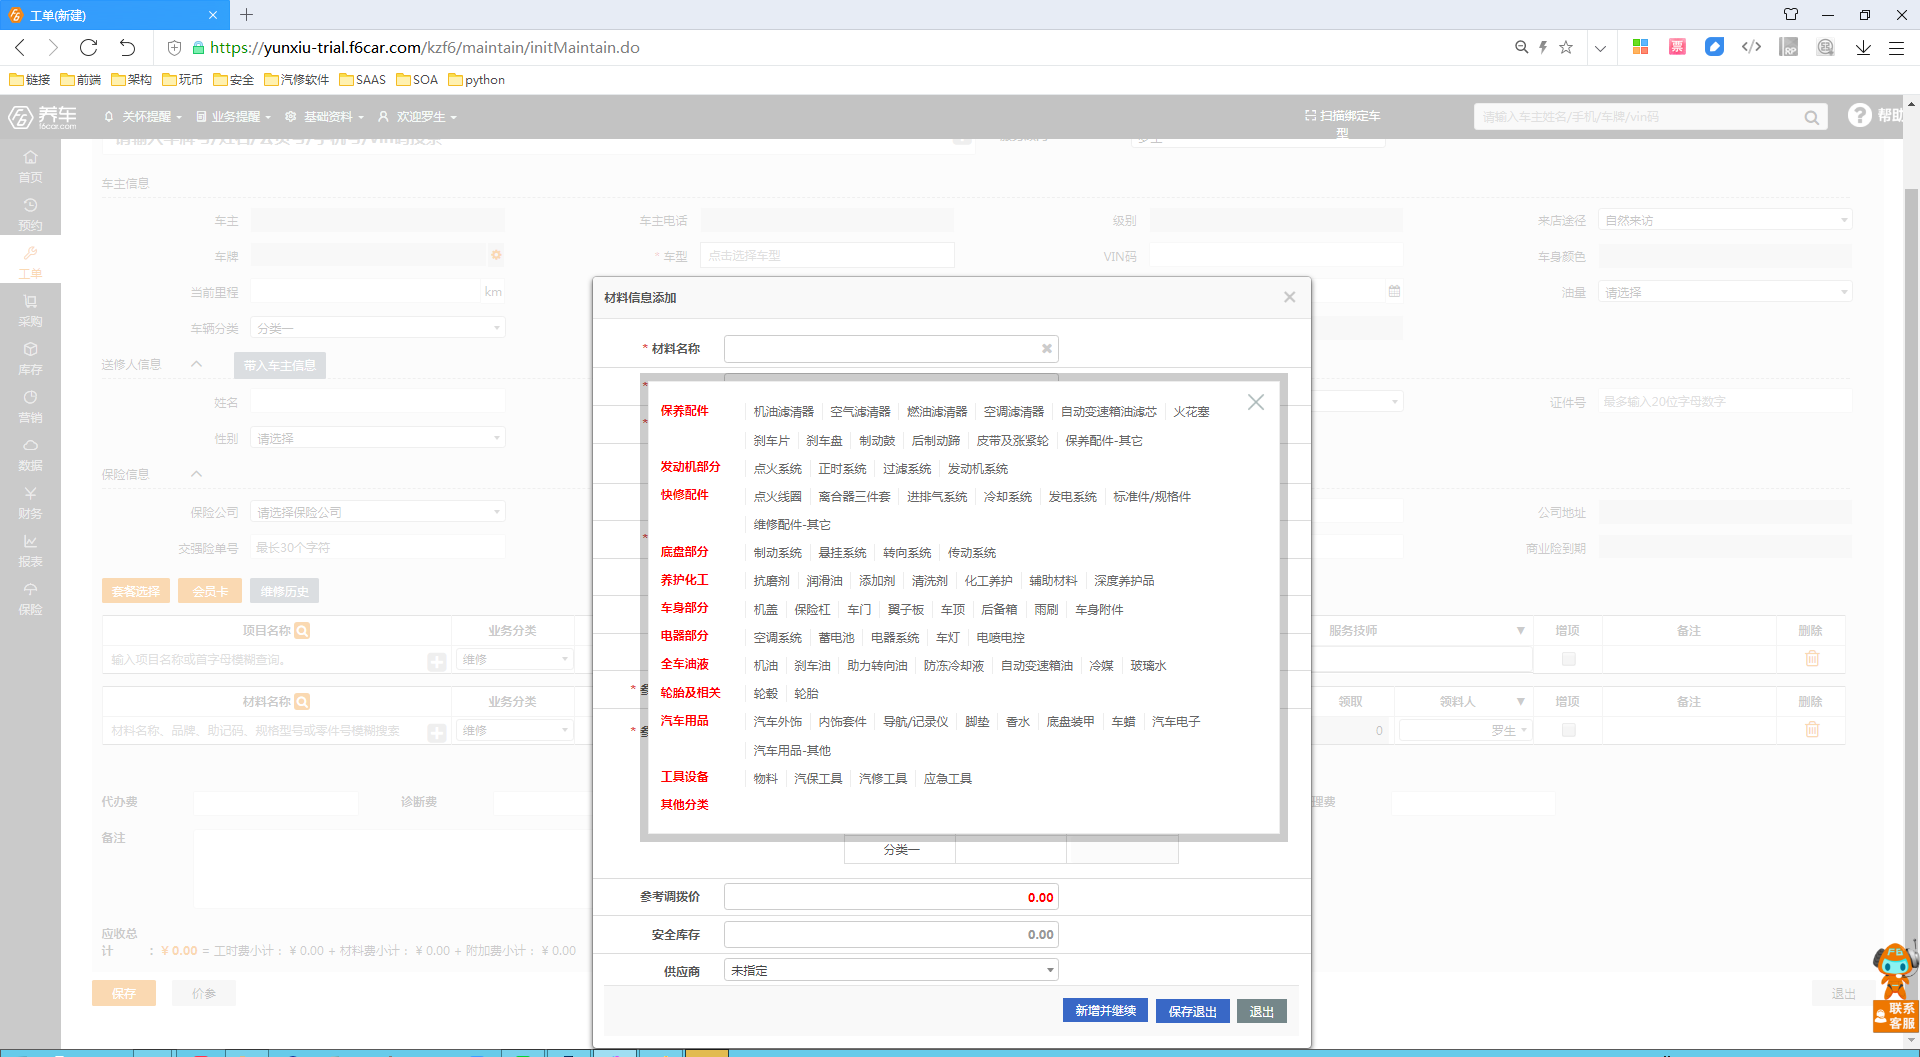 工单(新建)
https://yunxiu-trial.f6car.com/kzf6/maintain/initMaintain.do
链接 前端 架构 玩币 安全 汽修软件 SAAS SOA python
养车 f6car.com 关怀提醒 业务提醒 基础资料 欢迎罗生 扫描绑定车型 请输入车主姓名/手机/车牌/vin码 帮助
首页
预约
工单
采购
库存
营销
数据
财务
报表
保险
车主信息
车主 车主电话 级别 来店途径 自然来访
车牌 * 车型 点击选择车型 VIN码 车身颜色
当前里程 km 油量 请选择
车辆分类 分类一
送修人信息 带入车主信息
姓名 证件号 最多输入20位字母数字
性别 请选择
保险信息
保险公司 请选择保险公司 公司地址
交强险单号 最长30个字符 商业险到期
套餐选择 会员卡 维修历史
项目名称 业务分类 服务技师 增项 备注 删除
输入项目名称或首字母模糊查询。 维修
材料名称 业务分类 领取 领料人 增项 备注 删除
材料名称、品牌、助记码、规格型号或零件号模糊搜索 维修 0 罗生
代办费 诊断费 理费
备注
应收总计 : ¥ 0.00 = 工时费小计: ¥ 0.00 + 材料费小计: ¥ 0.00 + 附加费小计: ¥ 0.00
保存 价参 退出
材料信息添加
* 材料名称
保养配件 机油滤清器 空气滤清器 燃油滤清器 空调滤清器 自动变速箱油滤芯 火花塞
刹车片 刹车盘 制动鼓 后制动蹄 皮带及涨紧轮 保养配件-其它
发动机部分 点火系统 正时系统 过滤系统 发动机系统
快修配件 点火线圈 离合器三件套 进排气系统 冷却系统 发电系统 标准件/规格件
维修配件-其它
底盘部分 制动系统 悬挂系统 转向系统 传动系统
养护化工 抗磨剂 润滑油 添加剂 清洗剂 化工养护 辅助材料 深度养护品
车身部分 机盖 保险杠 车门 翼子板 车顶 后备箱 雨刷 车身附件
电器部分 空调系统 蓄电池 电器系统 车灯 电喷电控
全车油液 机油 刹车油 助力转向油 防冻冷却液 自动变速箱油 冷媒 玻璃水
轮胎及相关 轮毂 轮胎
汽车用品 汽车外饰 内饰套件 导航/记录仪 脚垫 香水 底盘装甲 车蜡 汽车电子
汽车用品-其他
工具设备 物料 汽保工具 汽修工具 应急工具
其他分类
分类一
参考调拨价 0.00
安全库存 0.00
供应商 未指定
新增并继续 保存退出 退出
联系客服